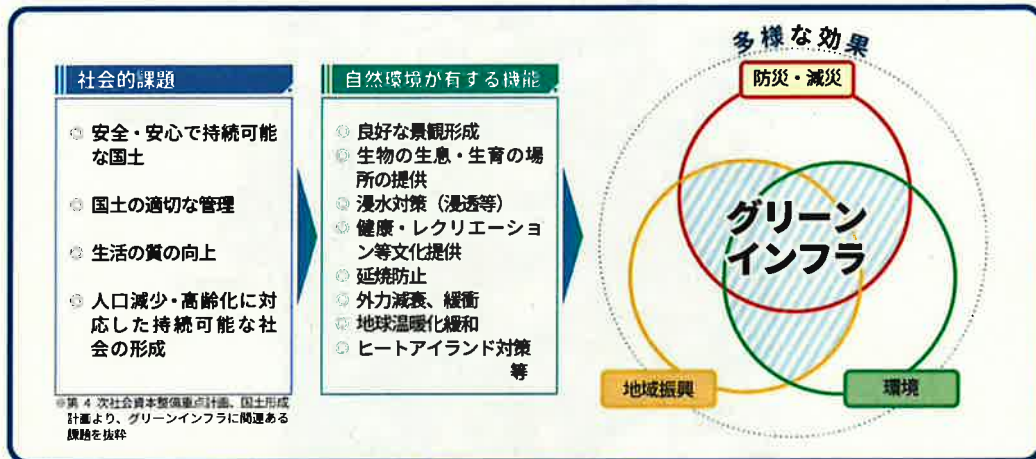 社会的課題
◎ 安全・安心で持続可能
な国土
◎ 国土の適切な管理
◎ 生活の質の向上
◎ 人口減少・高齢化に対
応した持続可能な社
会の形成
※第 4 次社会資本整備重点計画、国土形成
計画より、グリーンインフラに関連ある
課題を抜粋
自然環境が有する機能
◎ 良好な景観形成
◎ 生物の生息・生育の場
所の提供
◎ 浸水対策（浸透等）
◎ 健康・レクリエーショ
ン等文化提供
◎ 延焼防止
◎ 外力減衰、緩衝
◎ 地球温暖化緩和
◎ ヒートアイランド対策
等
多様な効果
防災・減災
グリーン
インフラ
地域振興
環境